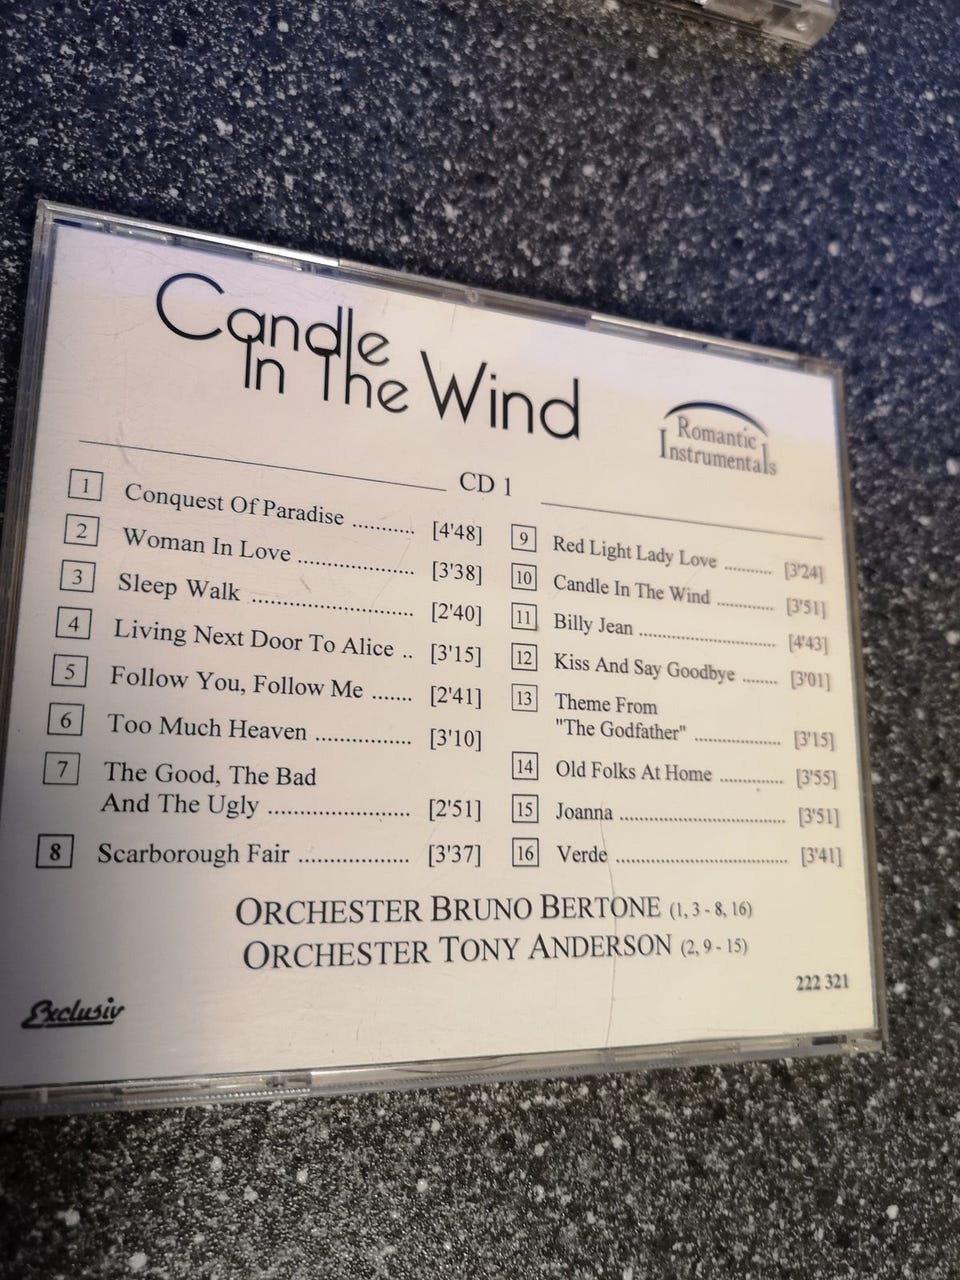 Candle
In The Wind
Romantic
Instrumentals
CD 1
1 Conquest Of Paradise .......... [4'48]
2 Woman In Love .................. [3'38]
3 Sleep Walk ......................... [2'40]
4 Living Next Door To Alice .. [3'15]
5 Follow You, Follow Me ....... [2'41]
6 Too Much Heaven ................ [3'10]
7 The Good, The Bad
And The Ugly ........................ [2'51]
8 Scarborough Fair .................. [3'37]
9 Red Light Lady Love .......... [3'24]
10 Candle In The Wind ............ [3'51]
11 Billy Jean ............................. [4'43]
12 Kiss And Say Goodbye ........ [3'01]
13 Theme From
"The Godfather" .................. [3'15]
14 Old Folks At Home ............. [3'55]
15 Joanna .................................. [3'51]
16 Verde .................................... [3'41]
ORCHESTER BRUNO BERTONE (1, 3 - 8, 16)
ORCHESTER TONY ANDERSON (2, 9 - 15)
222 321
Exclusiv